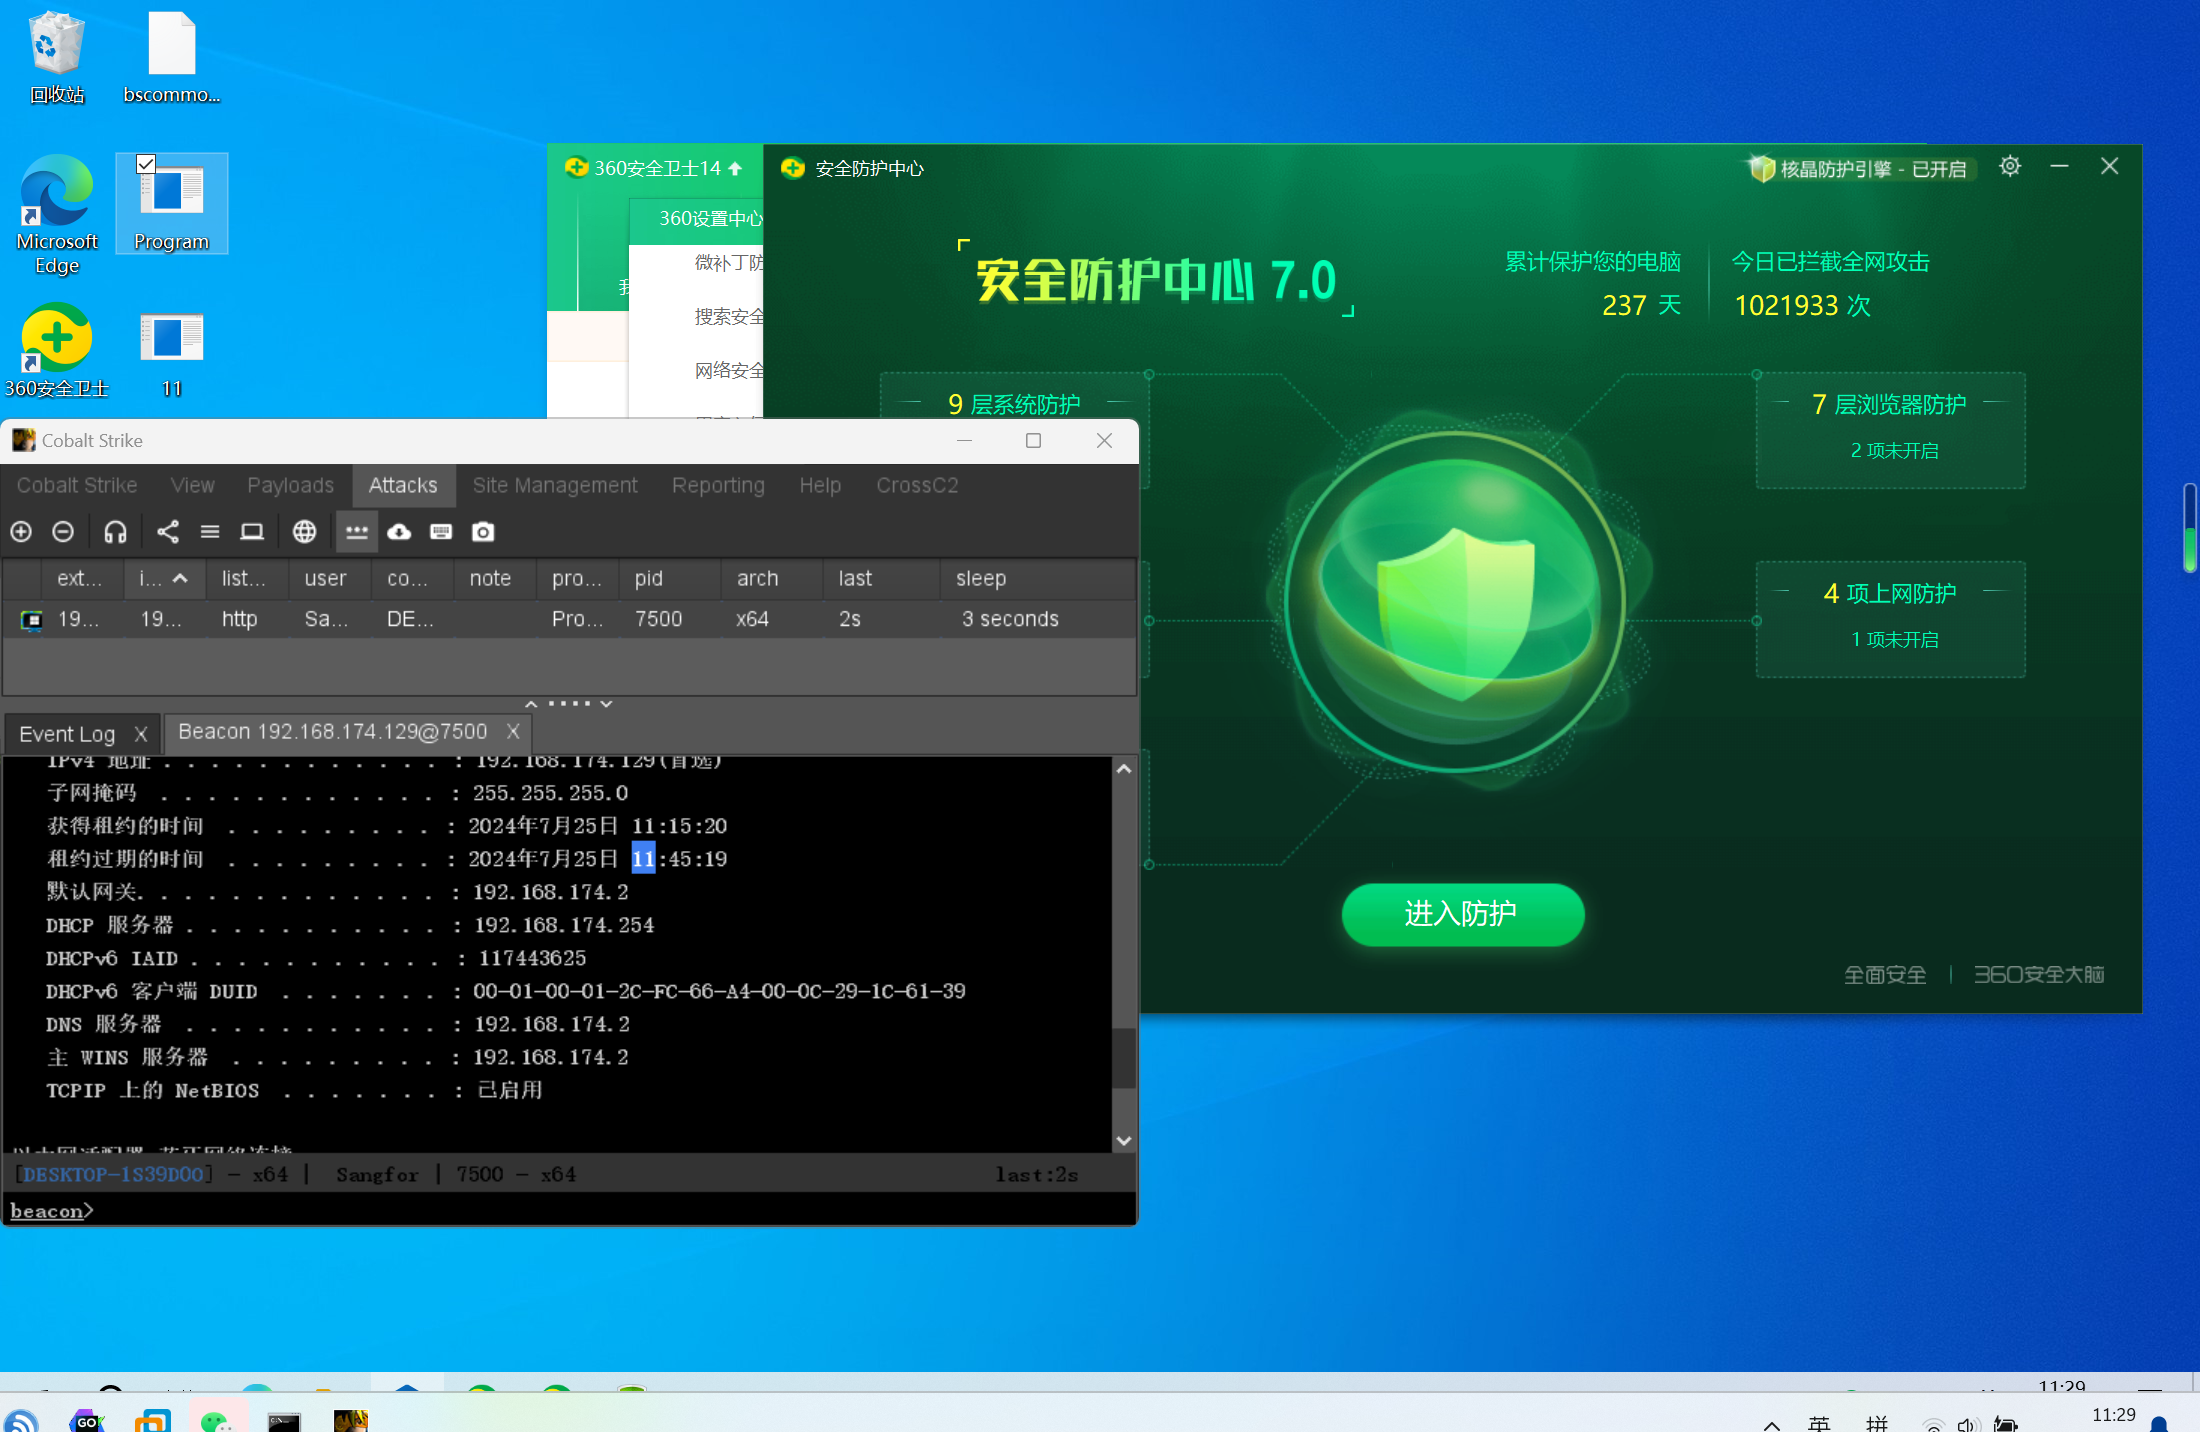 回收站
bscommo...
Microsoft
Edge
Program
360安全卫士
11
360安全卫士14
360设置中心
微补丁防
搜索安全
网络安全
安全防护中心
核晶防护引擎 - 已开启
安全防护中心 7.0
累计保护您的电脑
237 天
今日已拦截全网攻击
1021933 次
9 层系统防护
7 层浏览器防护
2 项未开启
4 项上网防护
1 项未开启
进入防护
全面安全
360安全大脑
Cobalt Strike
Cobalt Strike View Payloads Attacks Site Management Reporting Help CrossC2
ext... i... list... user co... note pro... pid arch last sleep
19... 19... http Sa... DE... Pro... 7500 x64 2s 3 seconds
Event Log X Beacon 192.168.174.129@7500 X
IPv4 地址 . . . . . . . . . . . . : 192.168.174.129(首选)
子网掩码 . . . . . . . . . . . . : 255.255.255.0
获得租约的时间 . . . . . . . . . : 2024年7月25日 11:15:20
租约过期的时间 . . . . . . . . . : 2024年7月25日 11:45:19
默认网关. . . . . . . . . . . . . : 192.168.174.2
DHCP 服务器 . . . . . . . . . . . : 192.168.174.254
DHCPv6 IAID . . . . . . . . . . . : 117443625
DHCPv6 客户端 DUID . . . . . . . : 00-01-00-01-2C-FC-66-A4-00-0C-29-1C-61-39
DNS 服务器 . . . . . . . . . . . : 192.168.174.2
主 WINS 服务器 . . . . . . . . . : 192.168.174.2
TCPIP 上的 NetBIOS . . . . . . . : 已启用
[DESKTOP-1S39D0O] - x64 | Sangfor | 7500 - x64 last:2s
beacon>
11:29
GO
英 拼
11:29